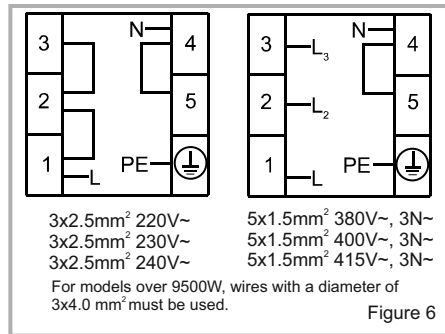 3 N 4 3 L3 N 4
2 5 2 L2 5
1 L PE 1 L PE
3x2.5mm² 220V~ 5x1.5mm² 380V~, 3N~
3x2.5mm² 230V~ 5x1.5mm² 400V~, 3N~
3x2.5mm² 240V~ 5x1.5mm² 415V~, 3N~
For models over 9500W, wires with a diameter of
3x4.0 mm² must be used.
Figure 6